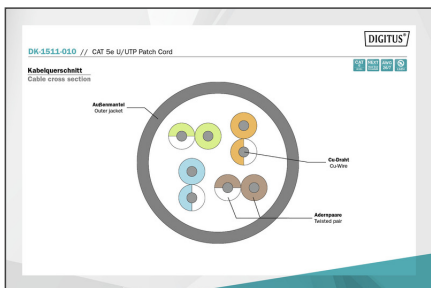 DIGITUS®
DK-1511-010 // CAT 5e U/UTP Patch Cord
Kabelquerschnitt
Cable cross section
Außenmantel
Outer jacket
Cu-Draht
Cu-Wire
Adernpaare
Twisted pair